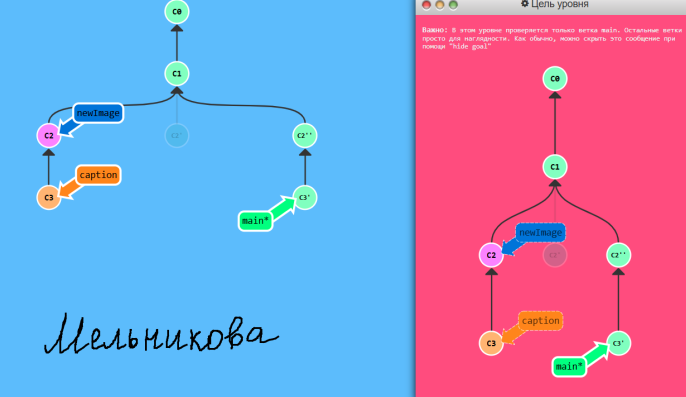 C0
C1
newImage
C2
C2'
C2''
caption
C3
C3'
main*
Мельникова
Цель уровня
Важно: В этом уровне проверяется только ветка main. Остальные ветки
просто для наглядности. Как обычно, можно скрыть это сообщение при
помощи "hide goal"
C0
C1
newImage
C2
C2'
C2''
caption
C3
C3'
main*